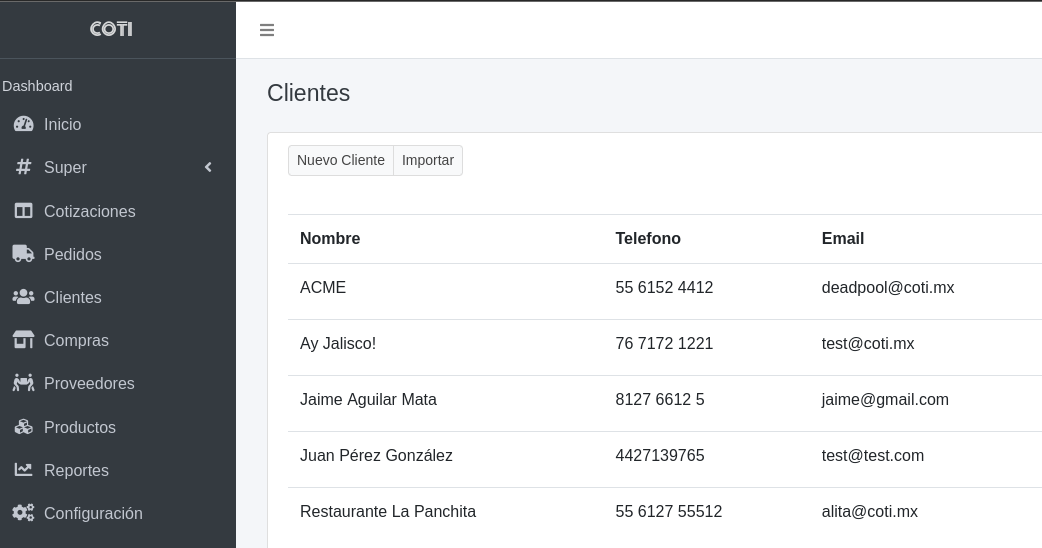 COTI
Dashboard
Inicio
Super
Cotizaciones
Pedidos
Clientes
Compras
Proveedores
Productos
Reportes
Configuración
Clientes
Nuevo Cliente Importar
Nombre Telefono Email
ACME 55 6152 4412 deadpool@coti.mx
Ay Jalisco! 76 7172 1221 test@coti.mx
Jaime Aguilar Mata 8127 6612 5 jaime@gmail.com
Juan Pérez González 4427139765 test@test.com
Restaurante La Panchita 55 6127 55512 alita@coti.mx